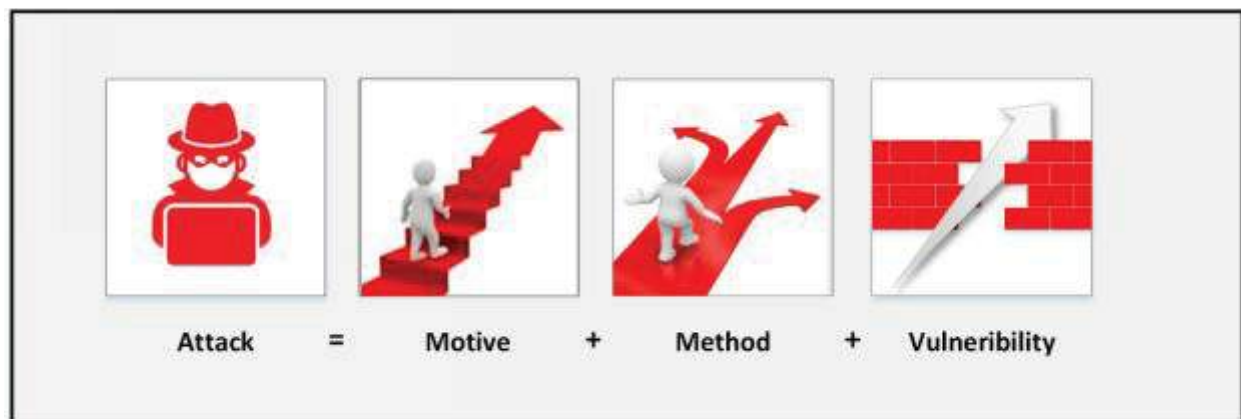 Attack = Motive + Method + Vulneribility